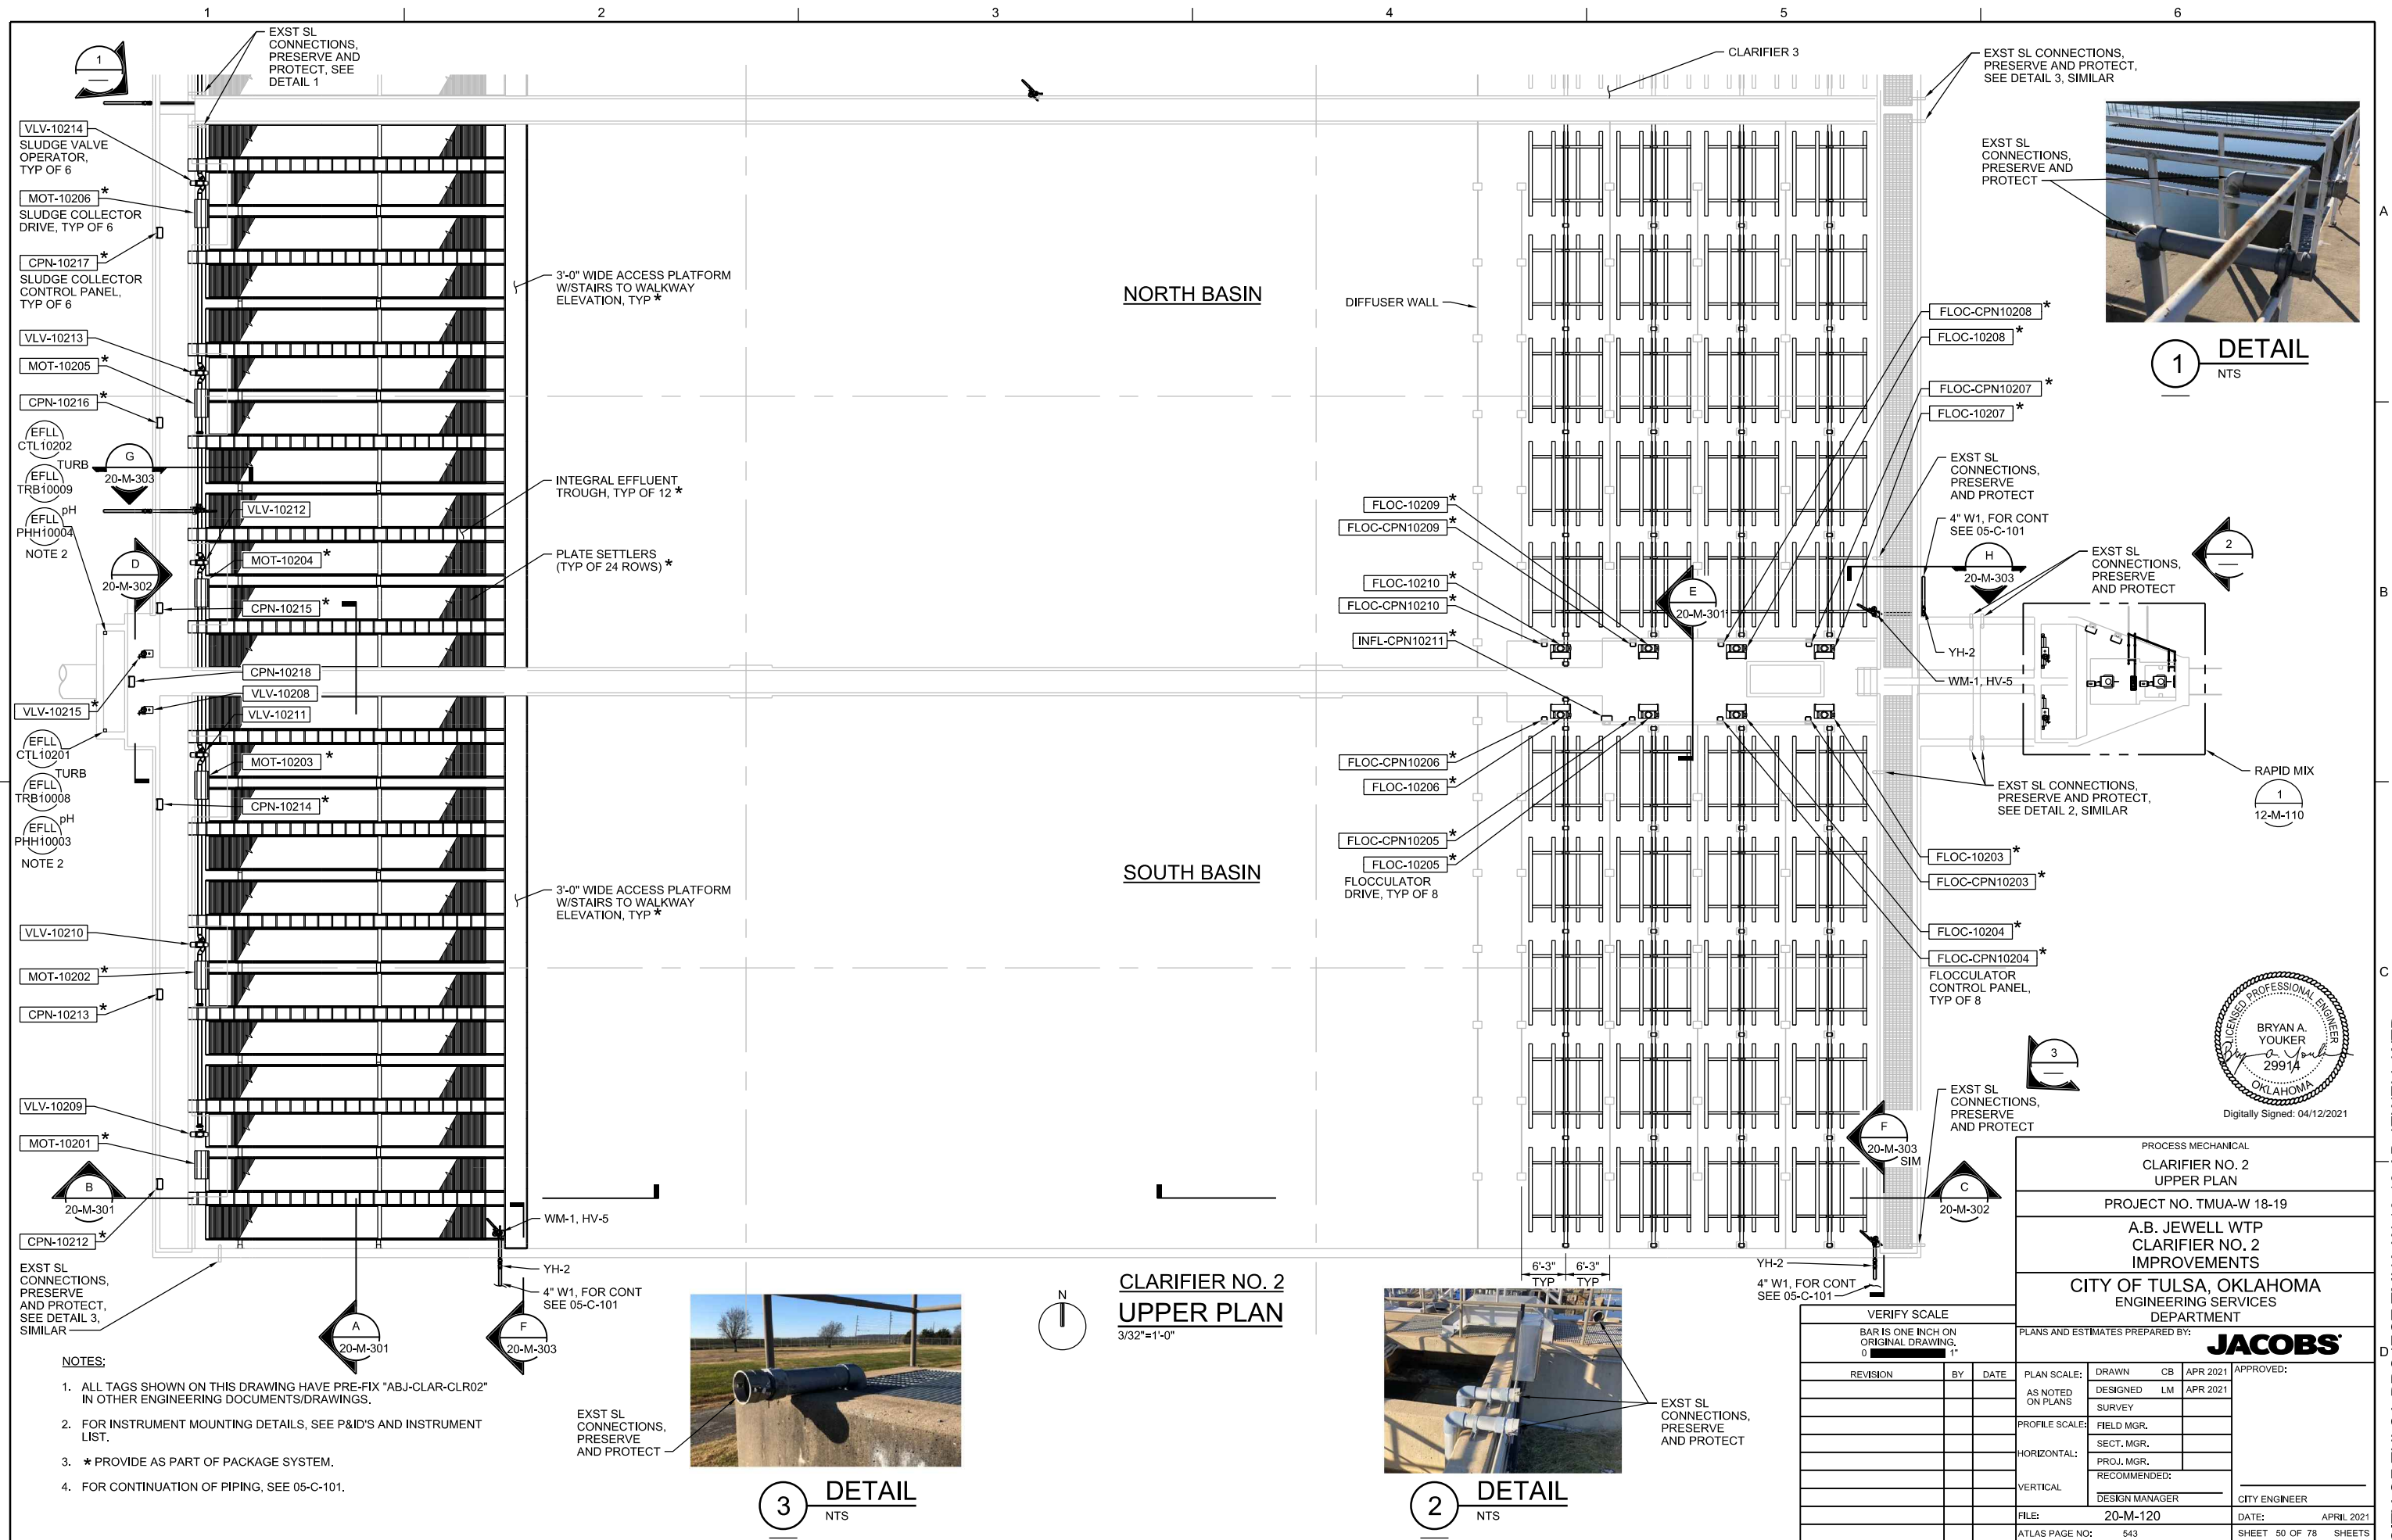 1
2
3
4
5
6
1
EXST SL
CONNECTIONS,
PRESERVE AND
PROTECT, SEE
DETAIL 1
VLV-10214
SLUDGE VALVE
OPERATOR,
TYP OF 6
MOT-10206 *
SLUDGE COLLECTOR
DRIVE, TYP OF 6
CPN-10217 *
SLUDGE COLLECTOR
CONTROL PANEL,
TYP OF 6
VLV-10213
MOT-10205 *
CPN-10216 *
EFLL
CTL10202
TURB
EFLL
TRB10009
pH
EFLL
PHH10004
NOTE 2
G
20-M-303
D
20-M-302
VLV-10212
MOT-10204 *
CPN-10215 *
CPN-10218
VLV-10208
VLV-10211
VLV-10215 *
EFLL
CTL10201
TURB
EFLL
TRB10008
pH
EFLL
PHH10003
NOTE 2
MOT-10203 *
CPN-10214 *
VLV-10210
MOT-10202 *
CPN-10213 *
VLV-10209
MOT-10201 *
B
20-M-301
CPN-10212 *
EXST SL
CONNECTIONS,
PRESERVE
AND PROTECT,
SEE DETAIL 3,
SIMILAR
A
20-M-301
F
20-M-303
WM-1, HV-5
YH-2
4" W1, FOR CONT
SEE 05-C-101
3'-0" WIDE ACCESS PLATFORM
W/STAIRS TO WALKWAY
ELEVATION, TYP *
INTEGRAL EFFLUENT
TROUGH, TYP OF 12 *
PLATE SETTLERS
(TYP OF 24 ROWS) *
3'-0" WIDE ACCESS PLATFORM
W/STAIRS TO WALKWAY
ELEVATION, TYP *
NORTH BASIN
SOUTH BASIN
CLARIFIER 3
DIFFUSER WALL
FLOC-10209 *
FLOC-CPN10209 *
FLOC-10210 *
FLOC-CPN10210 *
INFL-CPN10211 *
FLOC-CPN10206 *
FLOC-10206 *
FLOC-CPN10205 *
FLOC-10205 *
FLOCCULATOR
DRIVE, TYP OF 8
E
20-M-301
EXST SL CONNECTIONS,
PRESERVE AND PROTECT,
SEE DETAIL 3, SIMILAR
EXST SL
CONNECTIONS,
PRESERVE AND
PROTECT
1 DETAIL
NTS
FLOC-CPN10208 *
FLOC-10208 *
FLOC-CPN10207 *
FLOC-10207 *
EXST SL
CONNECTIONS,
PRESERVE
AND PROTECT
4" W1, FOR CONT
SEE 05-C-101
H
20-M-303
EXST SL
CONNECTIONS,
PRESERVE
AND PROTECT
2
YH-2
WM-1, HV-5
RAPID MIX
1
12-M-110
EXST SL CONNECTIONS,
PRESERVE AND PROTECT,
SEE DETAIL 2, SIMILAR
FLOC-10203 *
FLOC-CPN10203 *
FLOC-10204 *
FLOC-CPN10204 *
FLOCCULATOR
CONTROL PANEL,
TYP OF 8
3
EXST SL
CONNECTIONS,
PRESERVE
AND PROTECT
F
20-M-303
SIM
C
20-M-302
YH-2
4" W1, FOR CONT
SEE 05-C-101
6'-3"
TYP
6'-3"
TYP
A
B
C
D
LICENSED PROFESSIONAL ENGINEER
BRYAN A.
YOUKER
29914
OKLAHOMA
Digitally Signed: 04/12/2021
N
CLARIFIER NO. 2
UPPER PLAN
3/32"=1'-0"
NOTES:
1. ALL TAGS SHOWN ON THIS DRAWING HAVE PRE-FIX "ABJ-CLAR-CLR02"
IN OTHER ENGINEERING DOCUMENTS/DRAWINGS.
2. FOR INSTRUMENT MOUNTING DETAILS, SEE P&ID'S AND INSTRUMENT
LIST.
3. * PROVIDE AS PART OF PACKAGE SYSTEM.
4. FOR CONTINUATION OF PIPING, SEE 05-C-101.
EXST SL
CONNECTIONS,
PRESERVE
AND PROTECT
3 DETAIL
NTS
EXST SL
CONNECTIONS,
PRESERVE
AND PROTECT
2 DETAIL
NTS
PROCESS MECHANICAL
CLARIFIER NO. 2
UPPER PLAN
PROJECT NO. TMUA-W 18-19
A.B. JEWELL WTP
CLARIFIER NO. 2
IMPROVEMENTS
CITY OF TULSA, OKLAHOMA
ENGINEERING SERVICES
DEPARTMENT
VERIFY SCALE
BAR IS ONE INCH ON
ORIGINAL DRAWING.
0 1"
PLANS AND ESTIMATES PREPARED BY:
JACOBS
REVISION BY DATE
PLAN SCALE:
AS NOTED
ON PLANS
PROFILE SCALE:
HORIZONTAL:
VERTICAL
DRAWN CB APR 2021
DESIGNED LM APR 2021
SURVEY
FIELD MGR.
SECT. MGR.
PROJ. MGR.
RECOMMENDED:
DESIGN MANAGER
APPROVED:
CITY ENGINEER
FILE: 20-M-120
DATE: APRIL 2021
ATLAS PAGE NO: 543
SHEET 50 OF 78 SHEETS